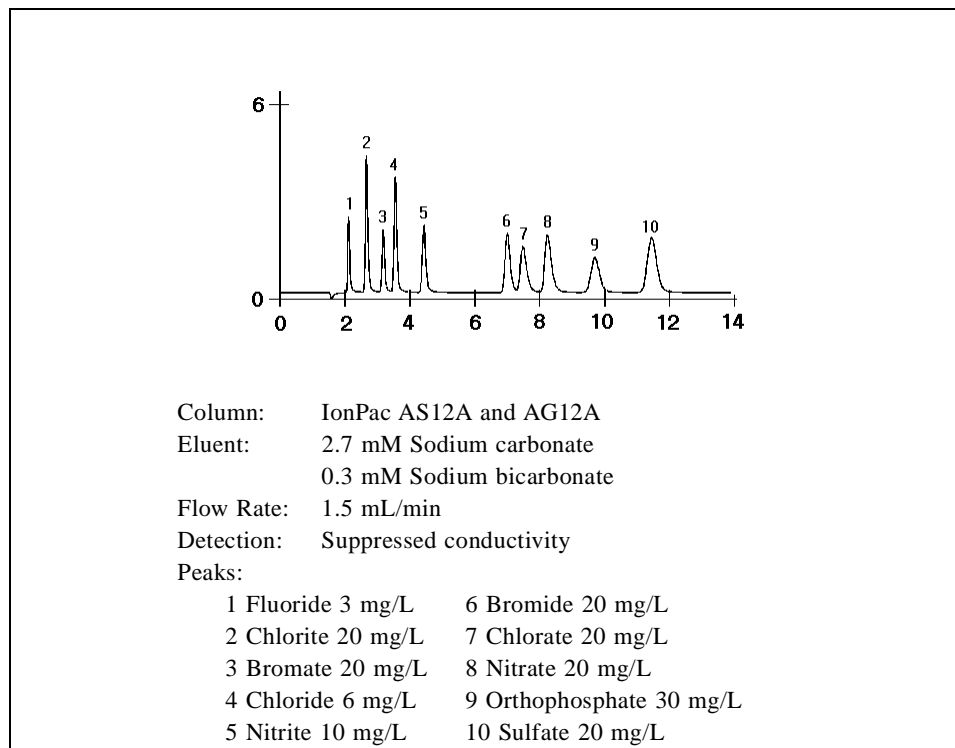 6
2
4
1
3
5
6
7
8
9
10
0
0 2 4 6 8 10 12 14
Column: IonPac AS12A and AG12A
Eluent: 2.7 mM Sodium carbonate
0.3 mM Sodium bicarbonate
Flow Rate: 1.5 mL/min
Detection: Suppressed conductivity
Peaks:
1 Fluoride 3 mg/L 6 Bromide 20 mg/L
2 Chlorite 20 mg/L 7 Chlorate 20 mg/L
3 Bromate 20 mg/L 8 Nitrate 20 mg/L
4 Chloride 6 mg/L 9 Orthophosphate 30 mg/L
5 Nitrite 10 mg/L 10 Sulfate 20 mg/L